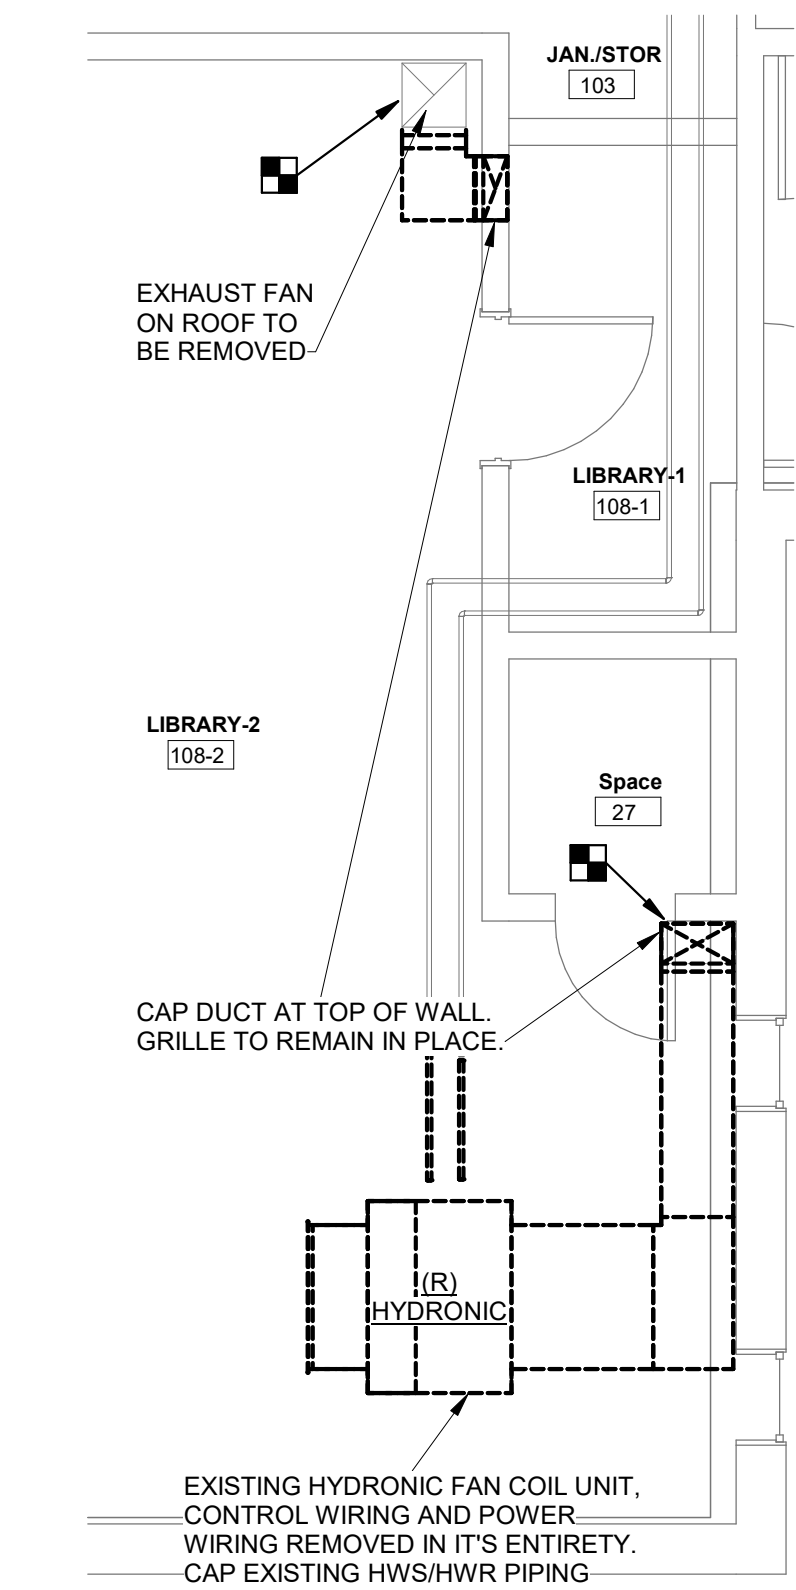 JAN./STOR
103
EXHAUST FAN
ON ROOF TO
BE REMOVED
LIBRARY-1
108-1
LIBRARY-2
108-2
Space
27
CAP DUCT AT TOP OF WALL.
GRILLE TO REMAIN IN PLACE.
(R)
HYDRONIC
EXISTING HYDRONIC FAN COIL UNIT,
CONTROL WIRING AND POWER
WIRING REMOVED IN IT'S ENTIRETY.
CAP EXISTING HWS/HWR PIPING